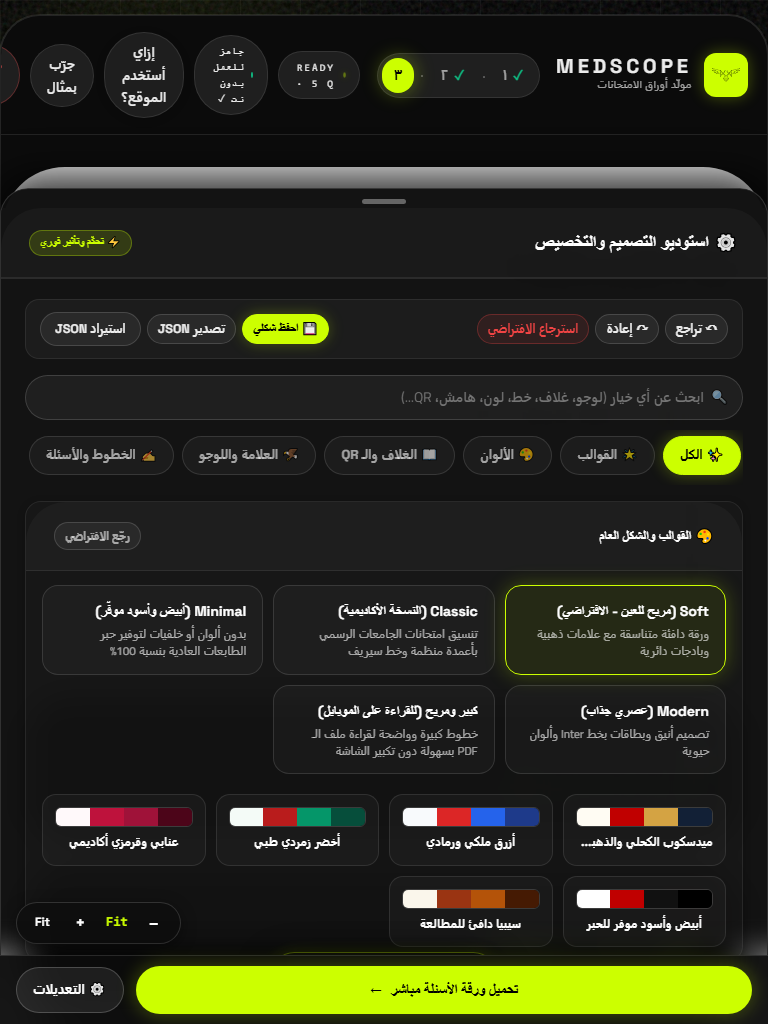 MEDSCOPE
مولّد أوراق الامتحانات
١ ✓ · ٢ ✓ · ٣
READY
· 5 Q
جاهز
للعمل
بدون
نت ✓
إزاي
أستخدم
الموقع؟
جرّب
بمثال
⚙️ استوديو التصميم والتخصيص
⚡ تحكّم وتأثير فوري
↶ تراجع
↷ إعادة
استرجاع الافتراضي
💾 احفظ شكلي
تصدير JSON
استيراد JSON
🔍 ابحث عن أي خيار (لوجو، غلاف، خط، لون، هامش، QR...)
✨ الكل
⭐ القوالب
🎨 الألوان
📖 الغلاف والـ QR
🦅 العلامة واللوجو
✍️ الخطوط والأسئلة
🎨 القوالب والشكل العام
رجّع الافتراضي
Soft (مريح للعين - الافتراضي)
ورقة دافئة متناسقة مع علامات ذهبية
وبادجات دائرية
Classic (النسخة الأكاديمية)
تنسيق امتحانات الجامعات الرسمي
بأعمدة منظمة وخط سيريف
Minimal (أبيض وأسود موفّر)
بدون ألوان أو خلفيات لتوفير حبر
الطابعات العادية بنسبة 100%
Modern (عصري جذاب)
تصميم أنيق وبطاقات بخط Inter وألوان
حيوية
كبير ومريح (للقراءة على الموبايل)
خطوط كبيرة وواضحة لقراءة ملف الـ
PDF بسهولة دون تكبير الشاشة
ميدسكوب الكحلي والذهبـ...
أزرق ملكي ورمادي
أخضر زمردي طبي
عنابي وقرمزي أكاديمي
أبيض وأسود موفر للحبر
سيبيا دافئ للمطالعة
Fit + Fit −
تحميل ورقة الأسئلة مباشر ←
⚙️ التعديلات